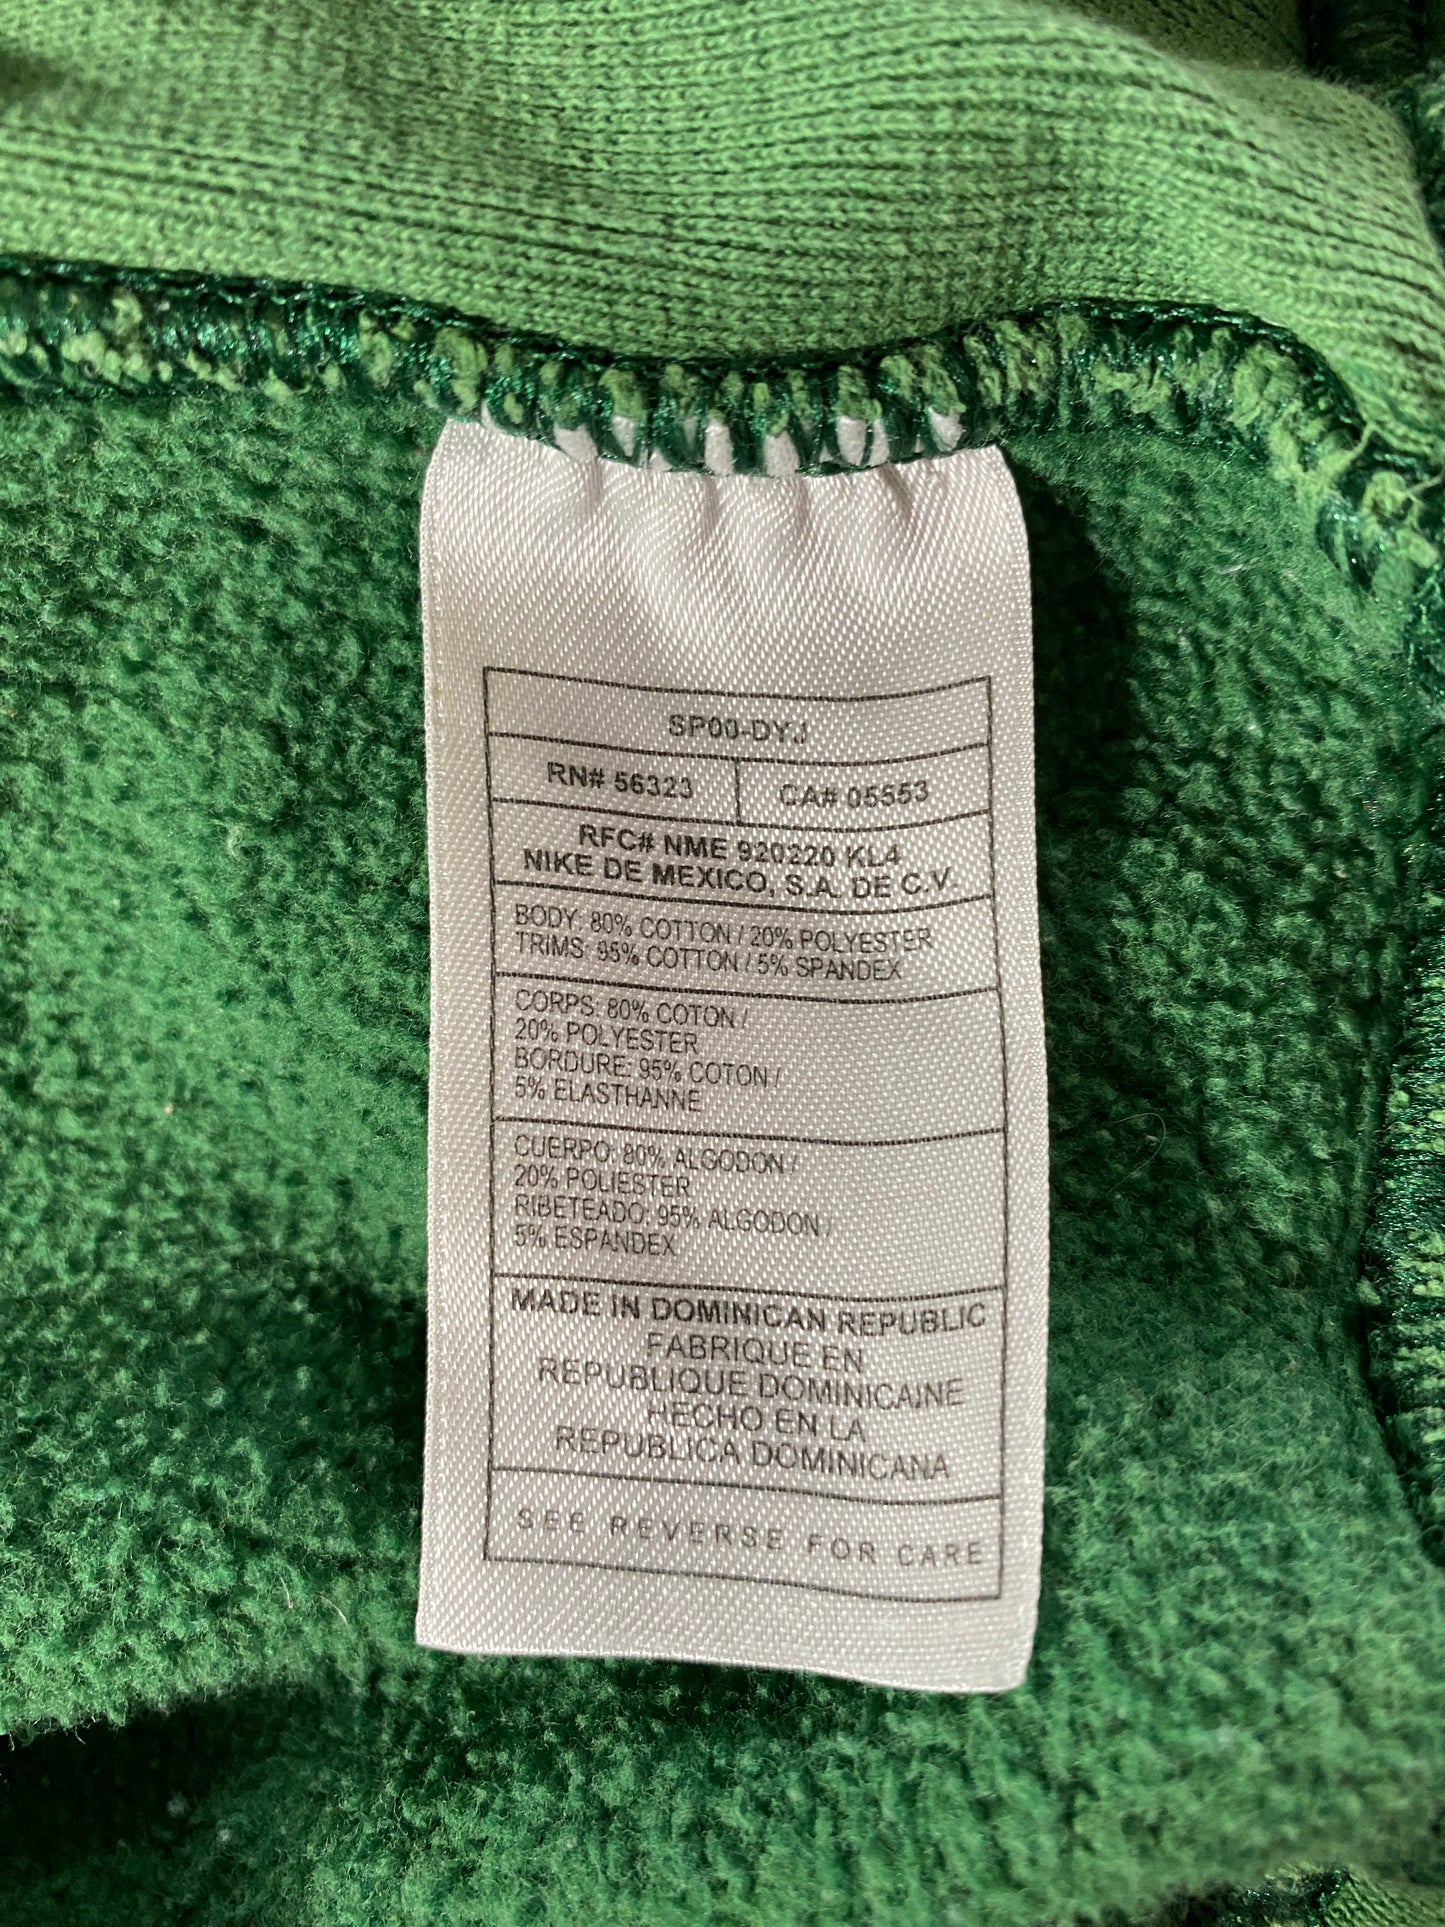 SP00-DYJ
RN# 56323 CA# 05553
RFC# NME 920220 KL4
NIKE DE MEXICO, S.A. DE C.V.
BODY: 80% COTTON / 20% POLYESTER
TRIMS: 95% COTTON / 5% SPANDEX
CORPS: 80% COTON /
20% POLYESTER
BORDURE: 95% COTON /
5% ELASTHANNE
CUERPO: 80% ALGODON /
20% POLIESTER
RIBETEADO: 95% ALGODON /
5% ESPANDEX
MADE IN DOMINICAN REPUBLIC
FABRIQUE EN
REPUBLIQUE DOMINICAINE
HECHO EN LA
REPUBLICA DOMINICANA
SEE REVERSE FOR CARE